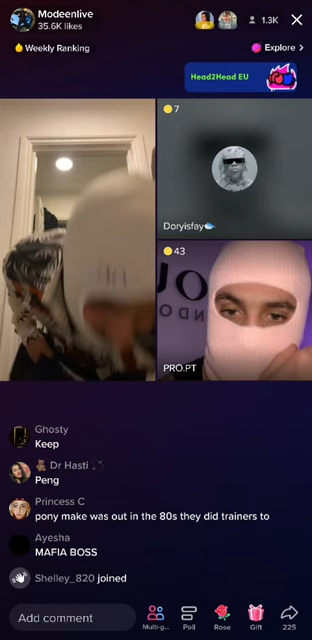 Modeenlive
35.6K likes
1.3K
Weekly Ranking
Explore >
Head2Head EU
7
Doryisfay
43
OU
NDO
PRO.PT
Ghosty
Keep
Dr Hasti
Peng
Princess C
pony make was out in the 80s they did trainers to
Ayesha
MAFIA BOSS
Shelley_820 joined
Add comment
Multi-g...
Poll
Rose
Gift
225